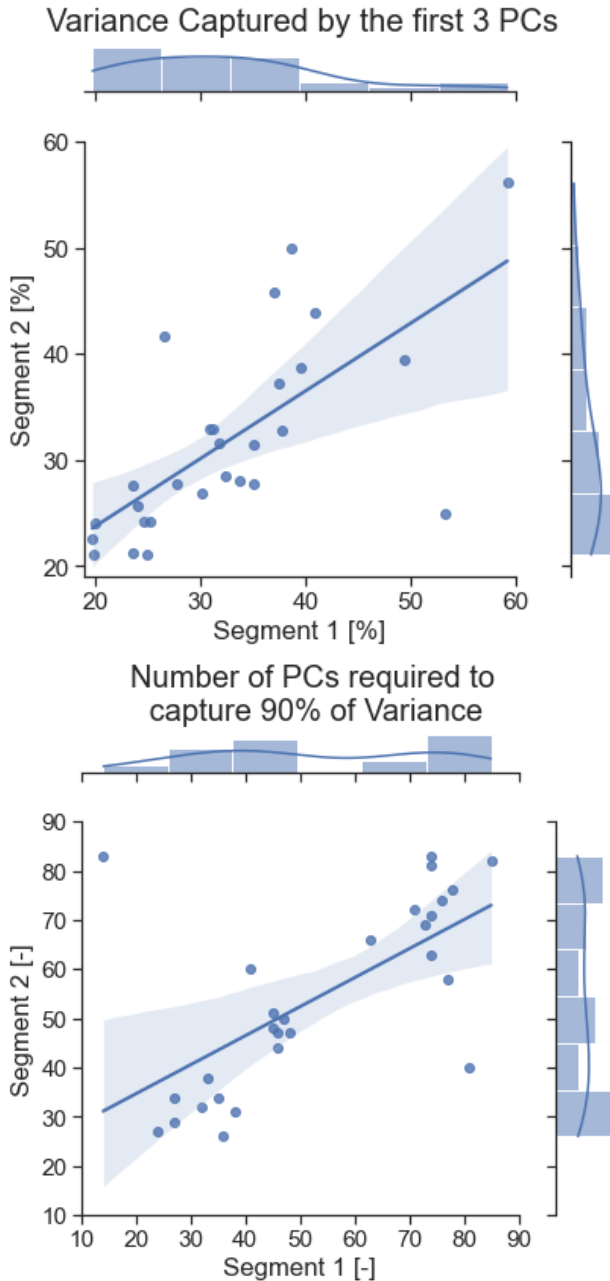 Variance Captured by the first 3 PCs
60
50
40
30
20
Segment 2 [%]
20 30 40 50 60
Segment 1 [%]
Number of PCs required to
capture 90% of Variance
90
80
70
60
50
40
30
20
10
Segment 2 [-]
10 20 30 40 50 60 70 80 90
Segment 1 [-]